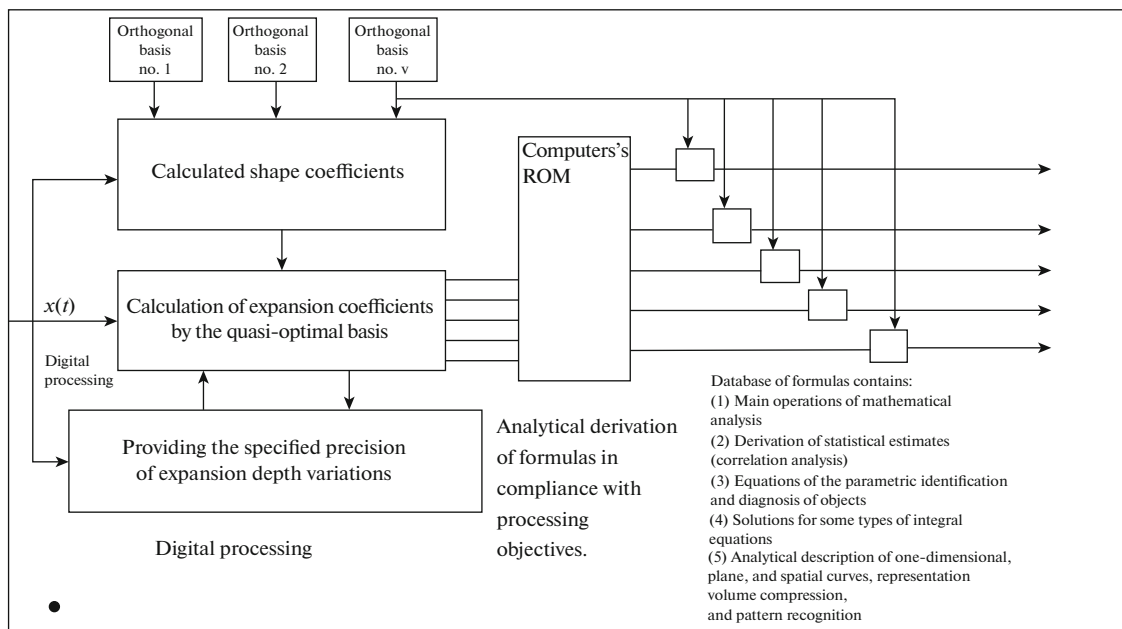 Orthogonal
basis
no. 1
Orthogonal
basis
no. 2
Orthogonal
basis
no. v
Calculated shape coefficients
Computers's
ROM
x(t)
Calculation of expansion coefficients
by the quasi-optimal basis
Digital
processing
Providing the specified precision
of expansion depth variations
Digital processing
Analytical derivation
of formulas in
compliance with
processing
objectives.
Database of formulas contains:
(1) Main operations of mathematical
analysis
(2) Derivation of statistical estimates
(correlation analysis)
(3) Equations of the parametric identification
and diagnosis of objects
(4) Solutions for some types of integral
equations
(5) Analytical description of one-dimensional,
plane, and spatial curves, representation
volume compression,
and pattern recognition